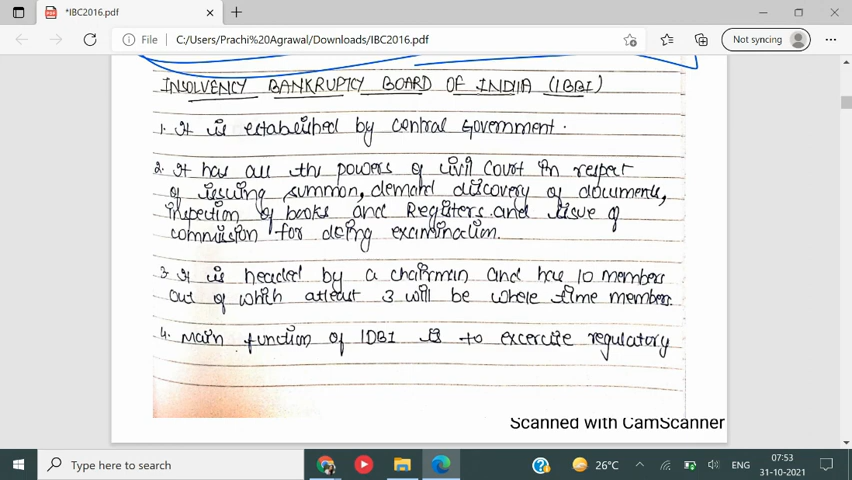 *IBC2016.pdf
File
C:/Users/Prachi%20Agrawal/Downloads/IBC2016.pdf
Not syncing
INSOLVENCY BANKRUPTCY BOARD OF INDIA (IBBI)
1. It is established by central Government.
2. It has all the powers of civil Court in respect
of issuing summon, demand discovery of documents,
inspection of books and Registers and issue of
commission for doing examination.
3. It is headed by a chairman and has 10 members
out of which atleast 3 will be whole time members.
4. Main function of IDBI is to excercise regulatory
Scanned with CamScanner
Type here to search
26°C
ENG
07:53
31-10-2021